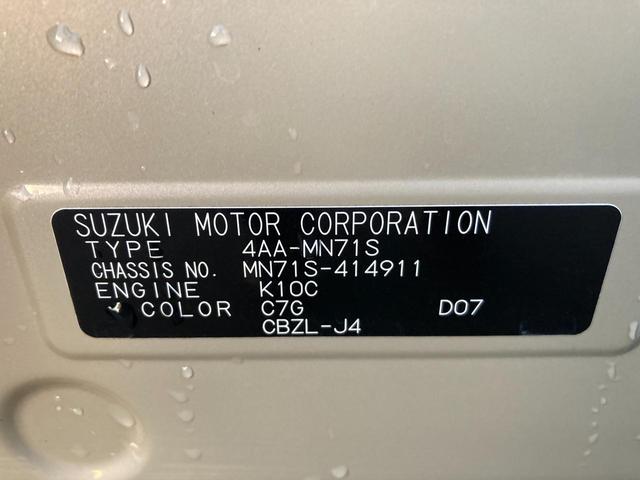 SUZUKI MOTOR CORPORATION
TYPE 4AA-MN71S
CHASSIS NO. MN71S-414911
ENGINE K10C
COLOR C7G D07
CBZL-J4